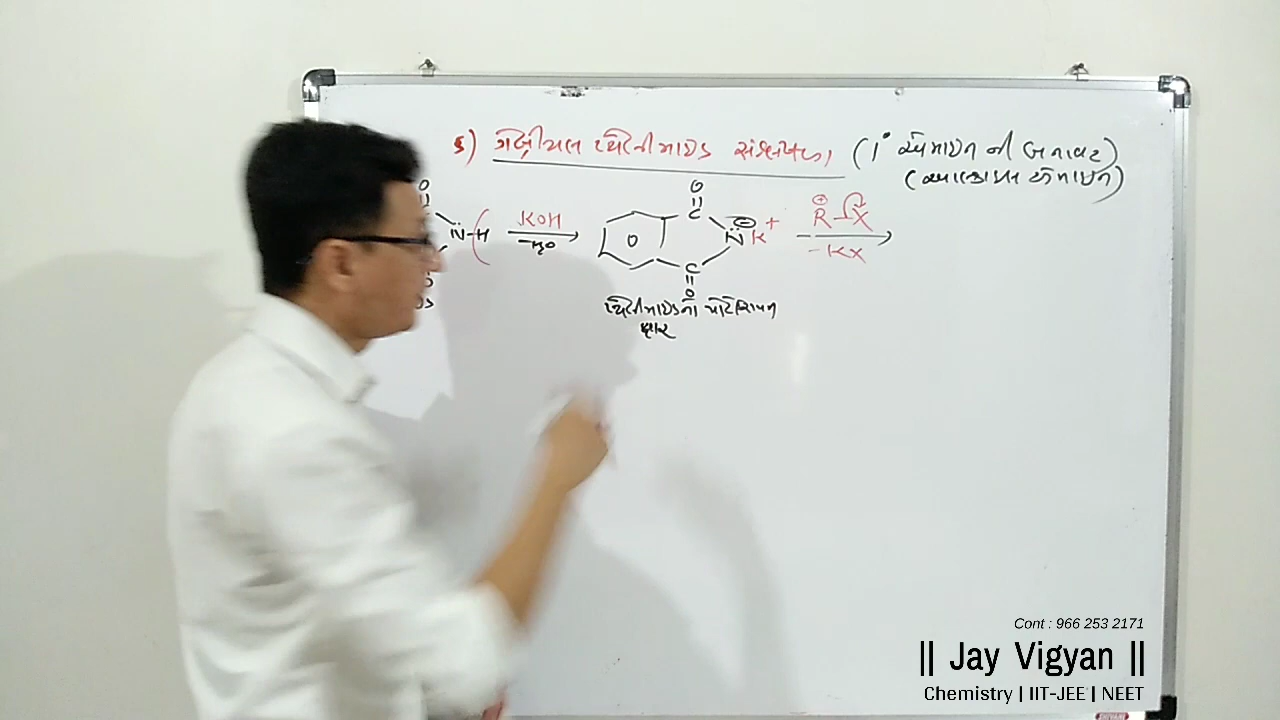 ૬) ગેબ્રીયલ થેલીમાઇડ સંશ્લેષણ (1° એમાઇન ની બનાવટ)
O O (આલ્કાઇલ એમાઇન)
C ⊕
N-H KOH N ⊖ K+ R-X
-H2O -KX
C
O
થેલીમાઇડનો પોટેશિયમ
ક્ષાર
Cont : 966 253 2171
|| Jay Vigyan ||
Chemistry | IIT-JEE | NEET